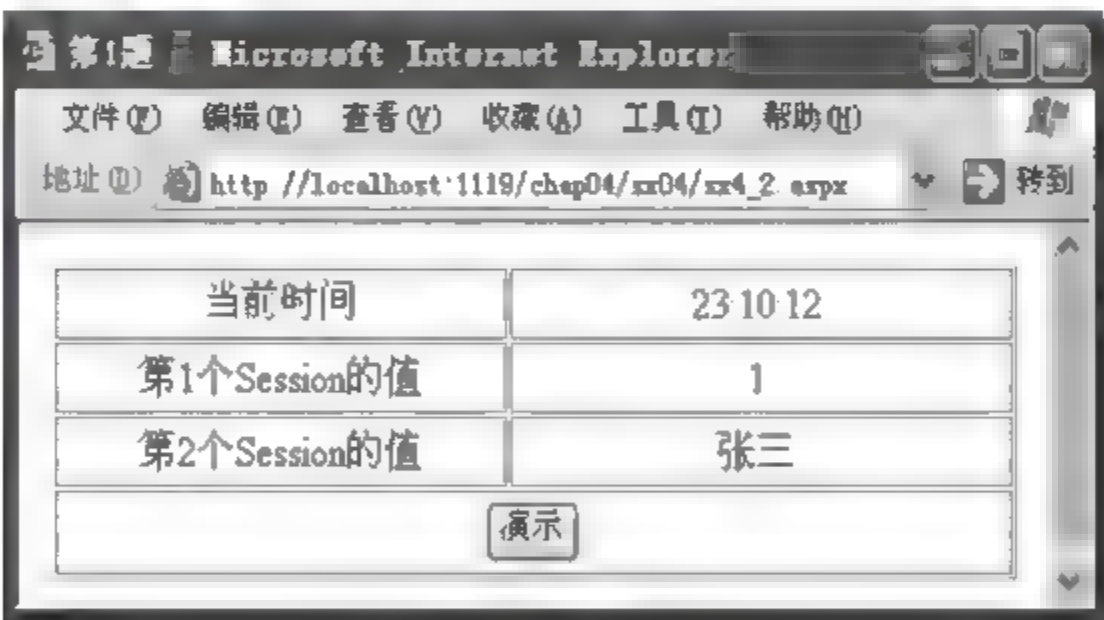 第1题 Microsoft Internet Explorer
文件(F) 编辑(E) 查看(V) 收藏(A) 工具(T) 帮助(H)
地址(D) http //localhost:1119/chap04/sx04/sx4_2.aspx 转到
当前时间 23 10 12
第1个Session的值 1
第2个Session的值 张三
演示